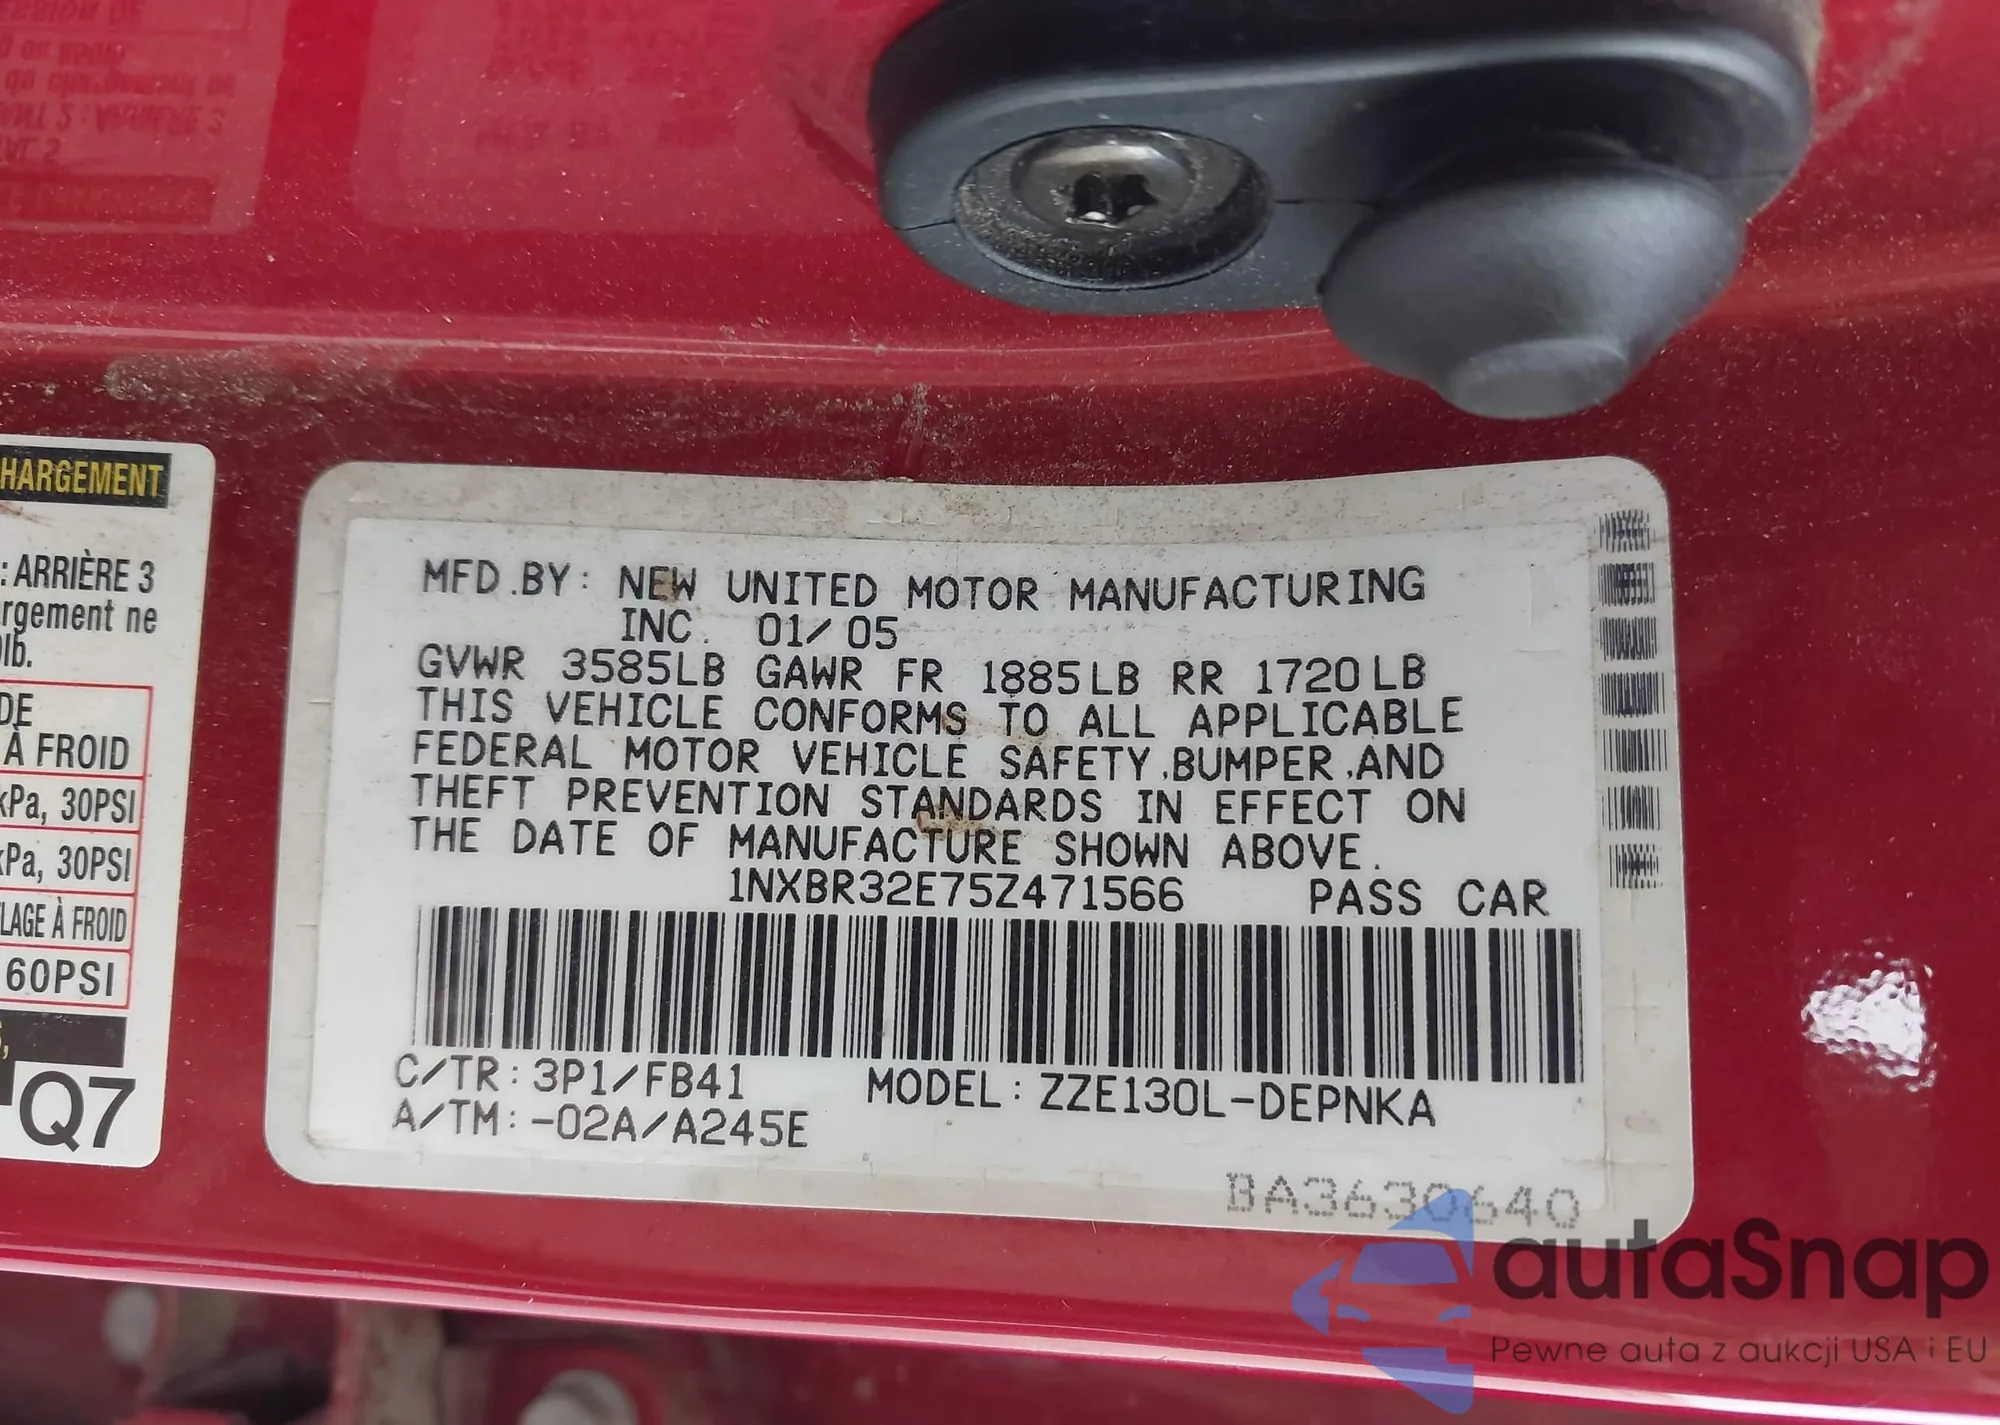 HARGEMENT
: ARRIÈRE 3
rgement ne
lb.
DE
À FROID
kPa, 30PSI
kPa, 30PSI
LAGE À FROID
60PSI
Q7
MFD.BY: NEW UNITED MOTOR MANUFACTURING
INC. 01/05
GVWR 3585LB GAWR FR 1885LB RR 1720LB
THIS VEHICLE CONFORMS TO ALL APPLICABLE
FEDERAL MOTOR VEHICLE SAFETY,BUMPER,AND
THEFT PREVENTION STANDARDS IN EFFECT ON
THE DATE OF MANUFACTURE SHOWN ABOVE.
1NXBR32E75Z471566 PASS CAR
C/TR: 3P1/FB41 MODEL: ZZE130L-DEPNKA
A/TM: -02A/A245E
BA3630640
autaSnap
Pewne auta z aukcji USA i EU